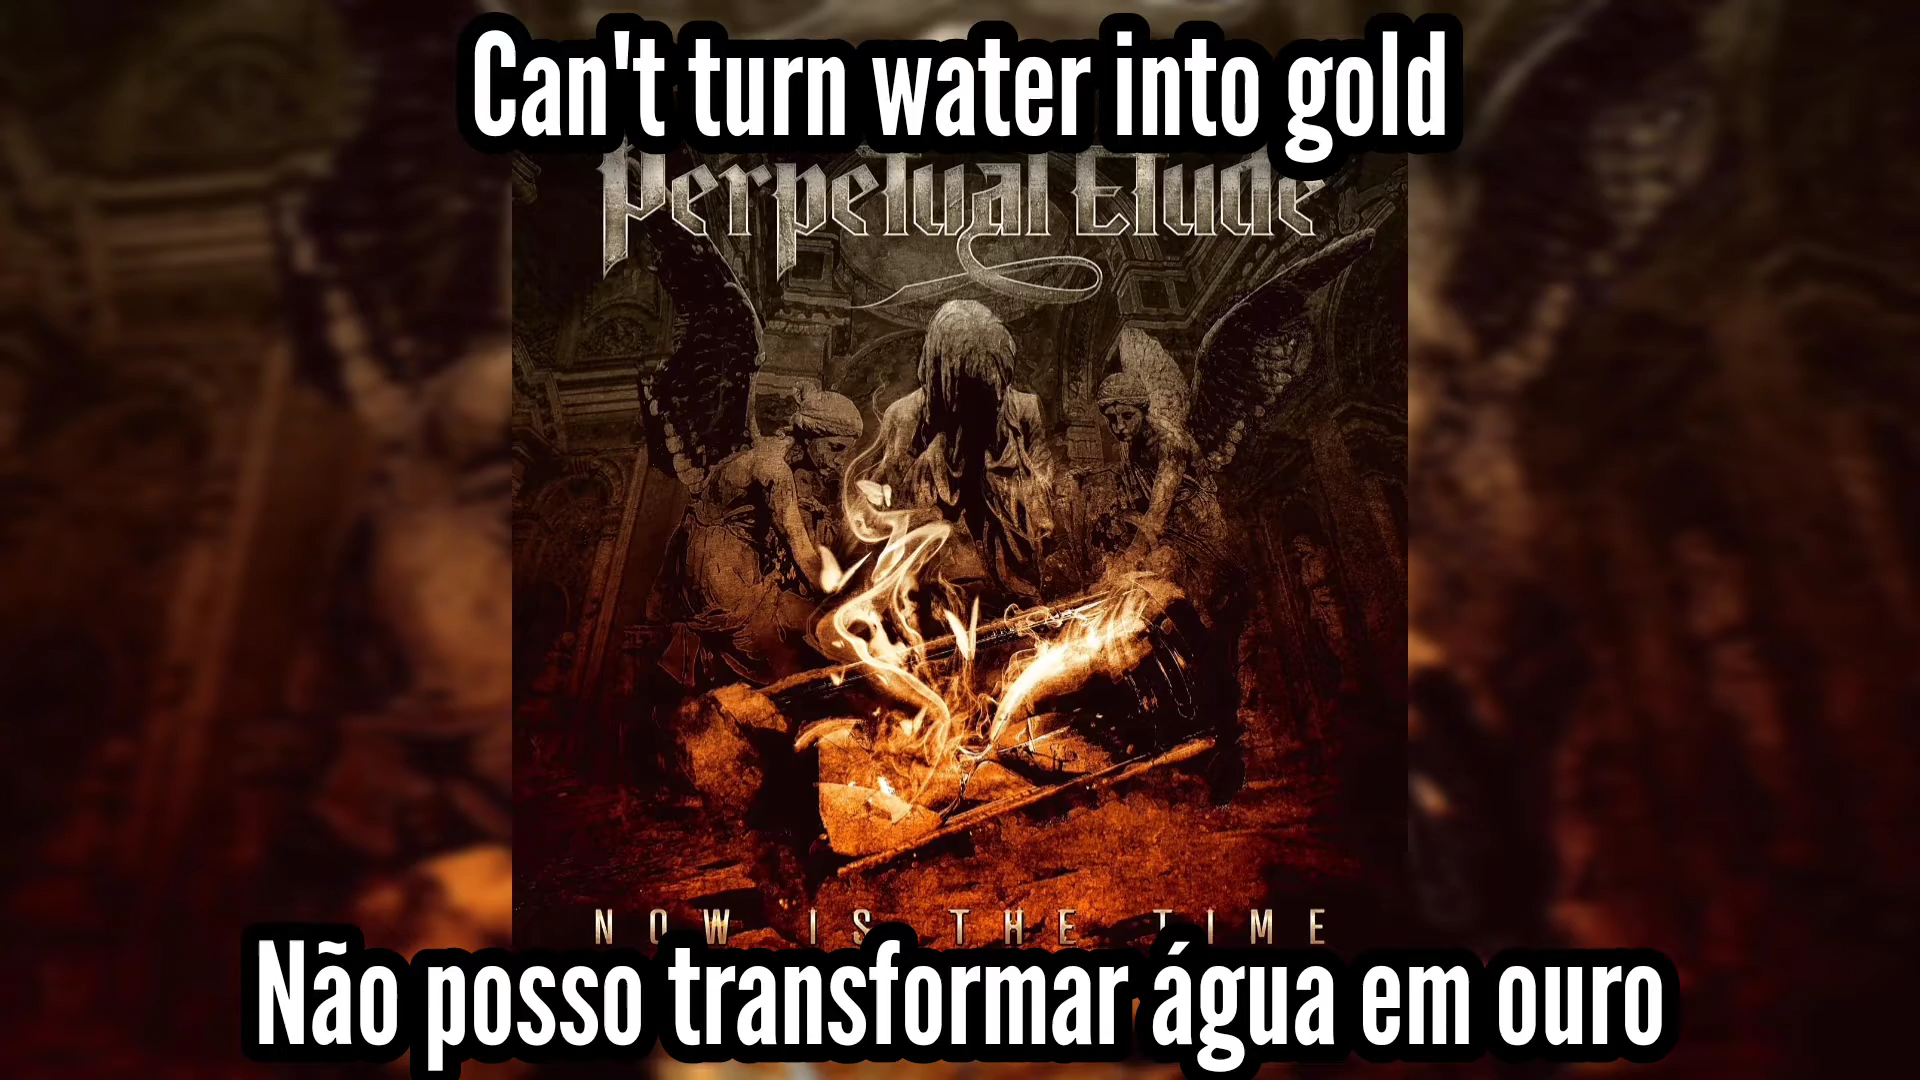 Can't turn water into gold
Perpetual Etude
NOW IS THE TIME
Não posso transformar água em ouro